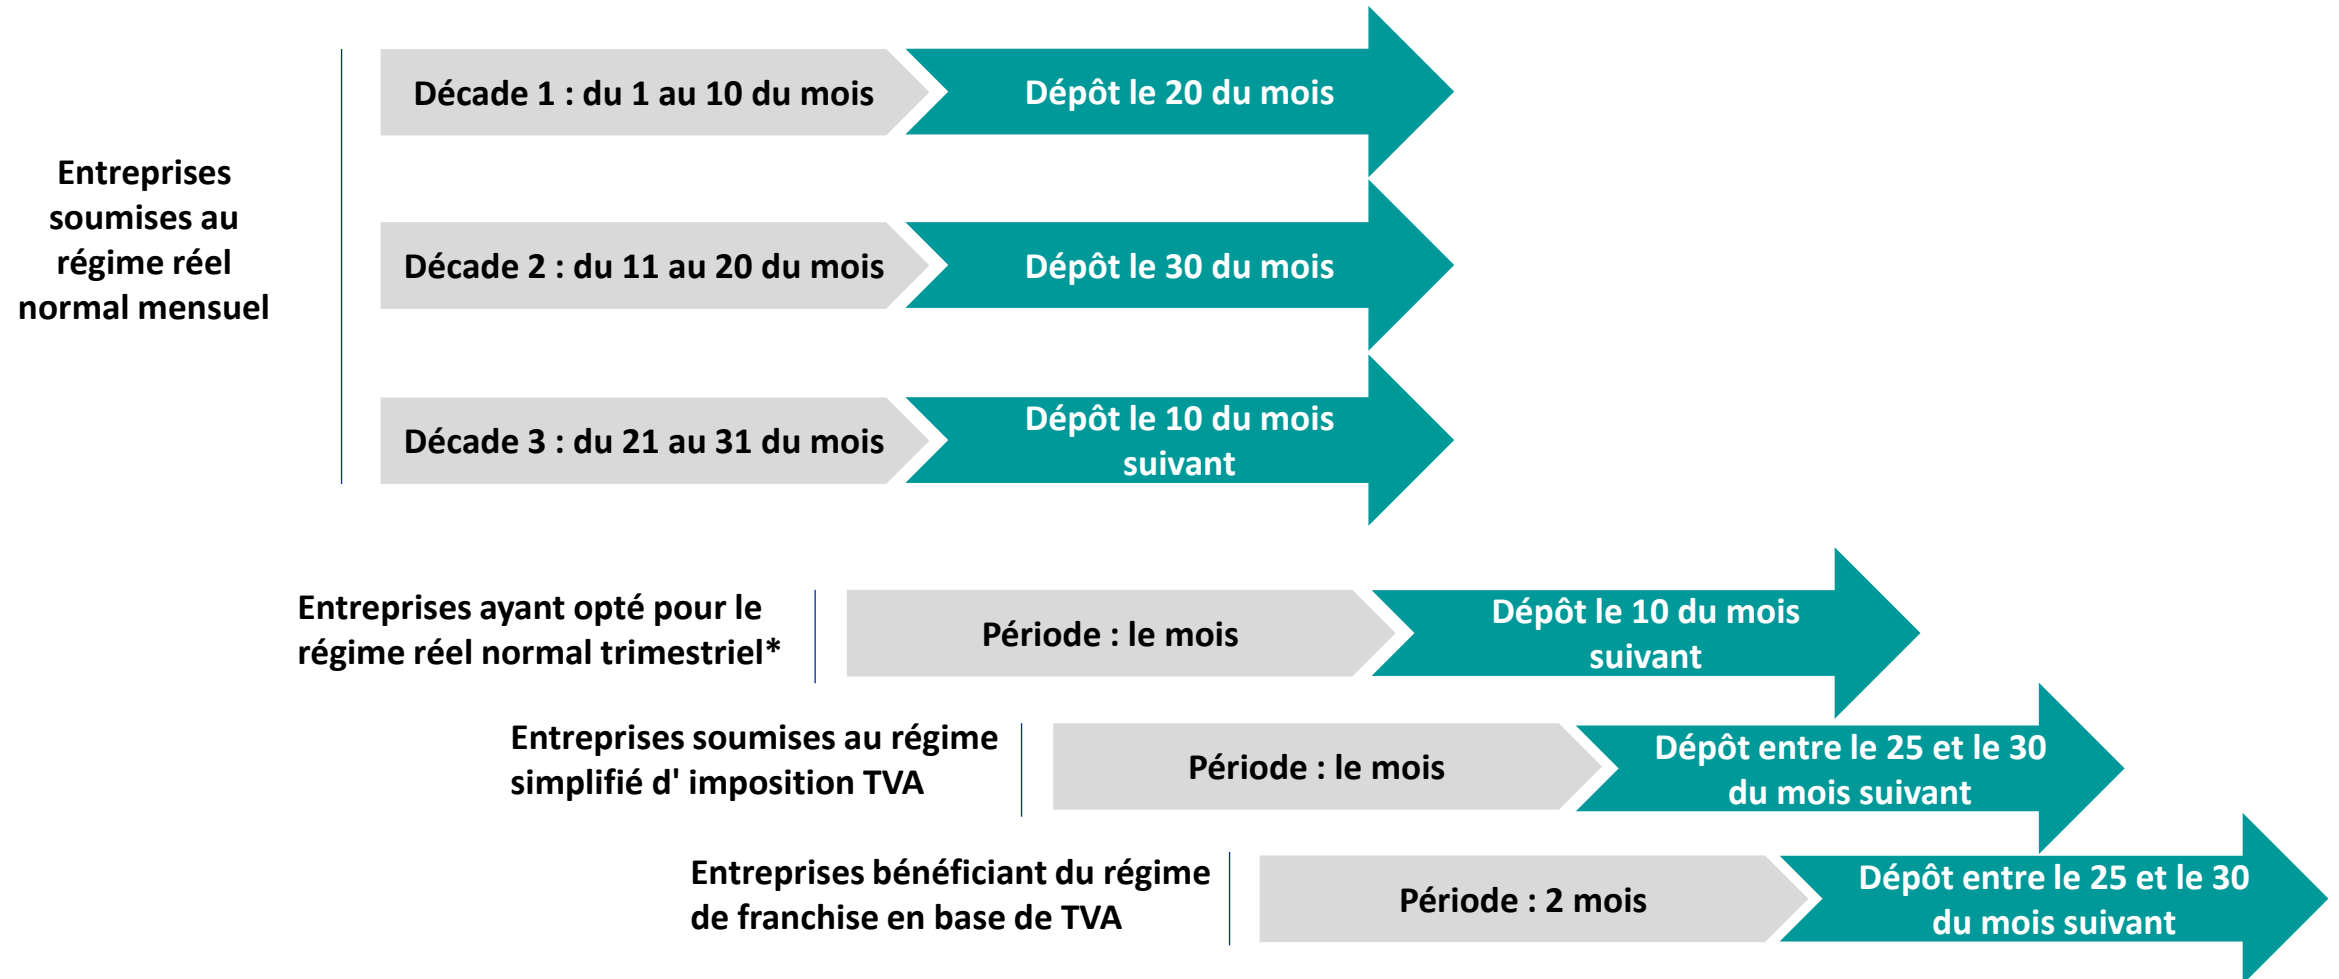 Entreprises
soumises au
régime réel
normal mensuel
Décade 1 : du 1 au 10 du mois
Dépôt le 20 du mois
Décade 2 : du 11 au 20 du mois
Dépôt le 30 du mois
Décade 3 : du 21 au 31 du mois
Dépôt le 10 du mois
suivant
Entreprises ayant opté pour le
régime réel normal trimestriel*
Période : le mois
Dépôt le 10 du mois
suivant
Entreprises soumises au régime
simplifié d' imposition TVA
Période : le mois
Dépôt entre le 25 et le 30
du mois suivant
Entreprises bénéficiant du régime
de franchise en base de TVA
Période : 2 mois
Dépôt entre le 25 et le 30
du mois suivant